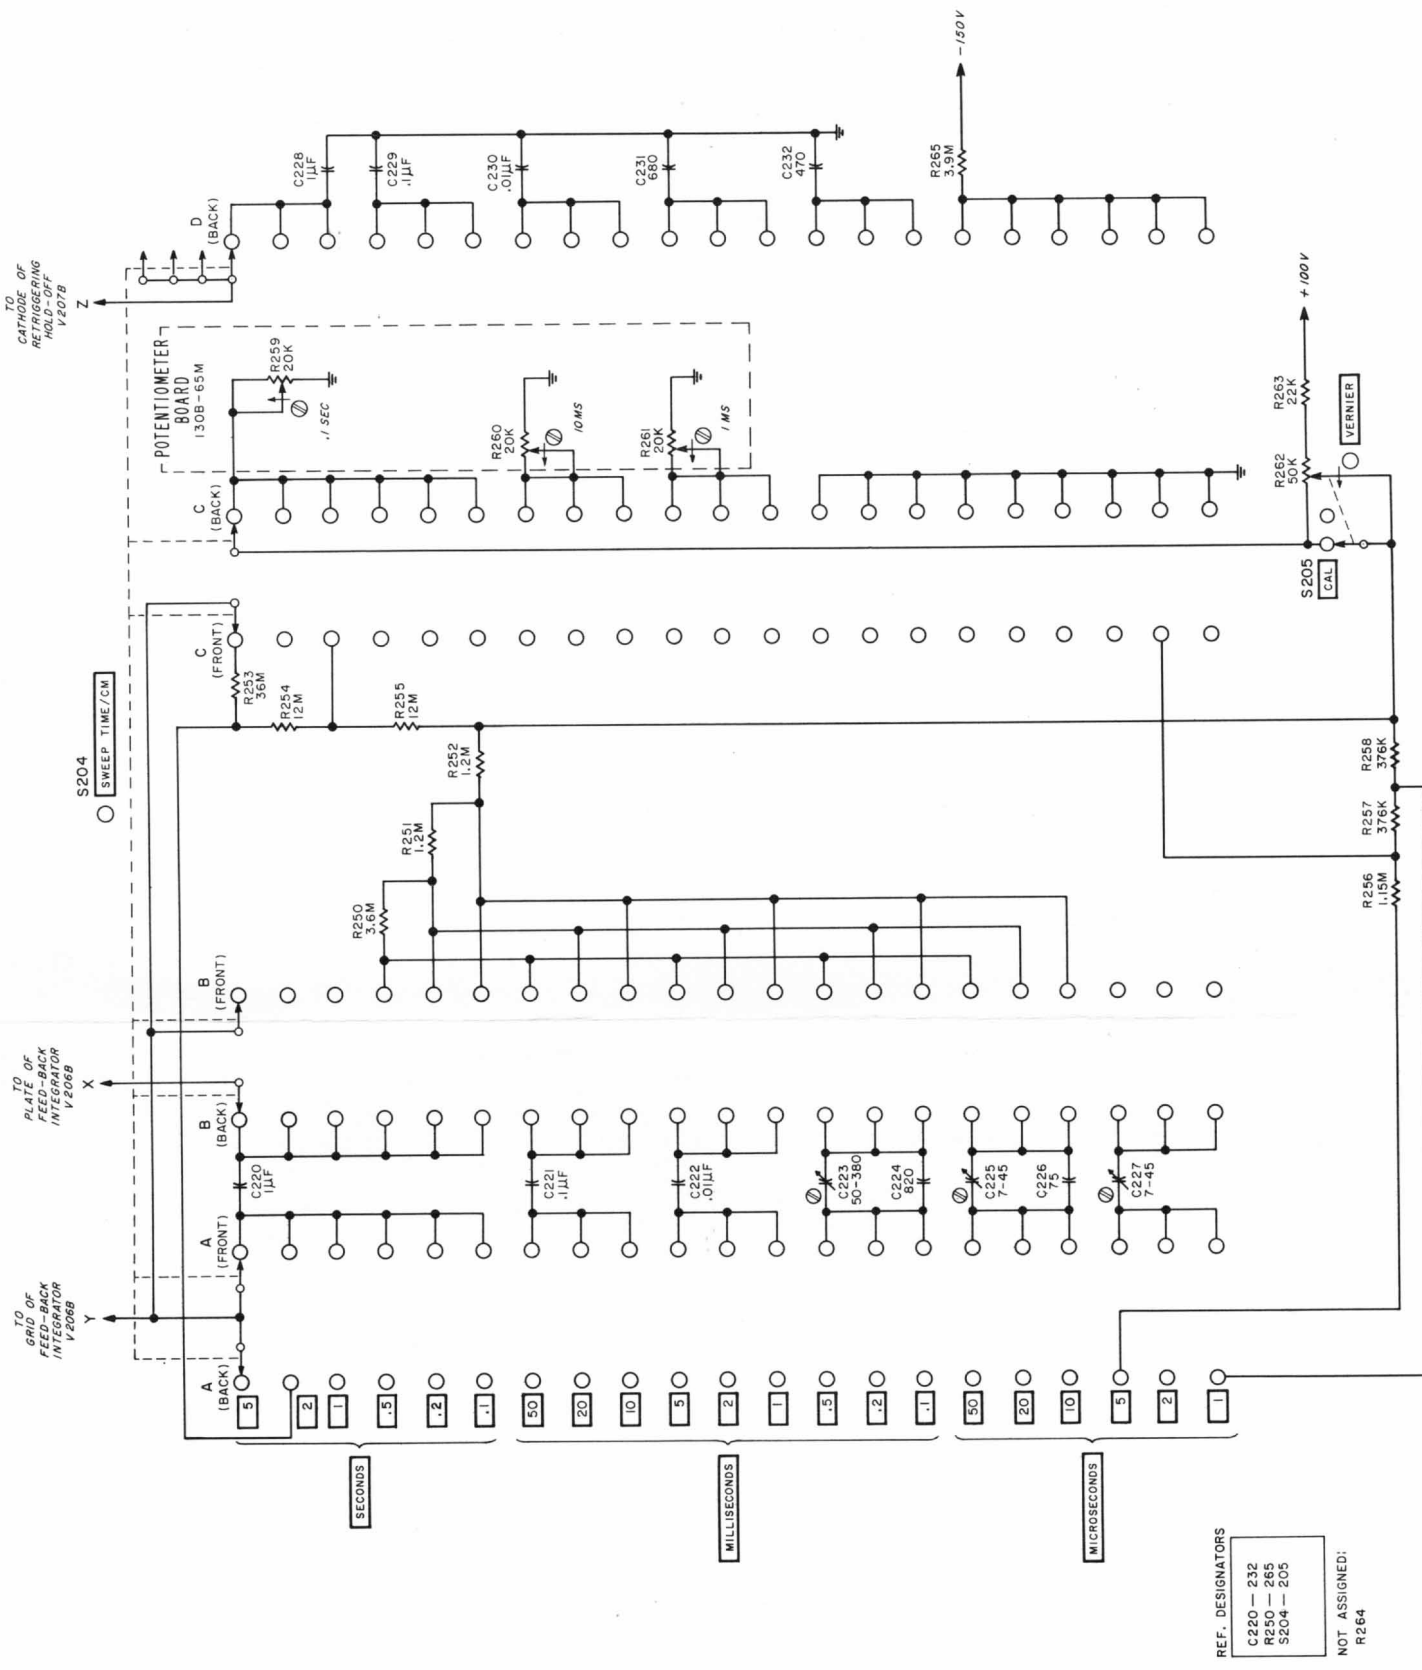 TO
CATHODE OF
RETRIGGERING
HOLD-OFF
V207B
Z
-150V
D
(BACK)
C228
1μF
C229
.1μF
C230
.01μF
C231
680
C232
470
R265
3.9M
POTENTIOMETER
BOARD
130B-65M
R259
20K
.1 SEC
R260
20K
10MS
R261
20K
1 MS
C
(BACK)
+100V
R263
22K
R262
50K
VERNIER
S205
CAL
S204
SWEEP TIME/CM
C
(FRONT)
R253
36M
R254
12M
R255
12M
R252
1.2M
R251
1.2M
R250
3.6M
R258
376K
R257
376K
R256
1.15M
B
(FRONT)
TO
PLATE OF
FEED-BACK
INTEGRATOR
V206B
X
B
(BACK)
C220
1μF
C221
.1μF
C222
.01μF
C223
50-380
C224
820
C225
7-45
C226
75
C227
7-45
A
(FRONT)
TO
GRID OF
FEED-BACK
INTEGRATOR
V206B
Y
A
(BACK)
5
2
1
.5
.2
.1
50
20
10
5
2
1
.5
.2
.1
50
20
10
5
2
1
SECONDS
MILLISECONDS
MICROSECONDS
REF. DESIGNATORS
C220 — 232
R250 — 265
S204 — 205
NOT ASSIGNED:
R264